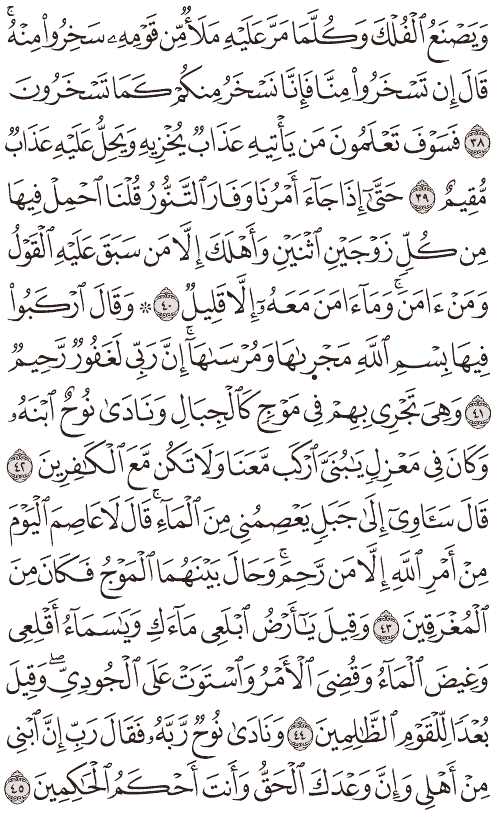 وَيَصۡنَعُ ٱلۡفُلۡكَ وَكُلَّمَا مَرَّ عَلَيۡهِ مَلَأٞ مِّن قَوۡمِهِۦ سَخِرُواْ مِنۡهُۚ
قَالَ إِن تَسۡخَرُواْ مِنَّا فَإِنَّا نَسۡخَرُ مِنكُمۡ كَمَا تَسۡخَرُونَ
٣٨ فَسَوۡفَ تَعۡلَمُونَ مَن يَأۡتِيهِ عَذَابٞ يُخۡزِيهِ وَيَحِلُّ عَلَيۡهِ عَذَابٞ
مُّقِيمٌ ٣٩ حَتَّىٰٓ إِذَا جَآءَ أَمۡرُنَا وَفَارَ ٱلتَّنُّورُ قُلۡنَا ٱحۡمِلۡ فِيهَا
مِن كُلّٖ زَوۡجَيۡنِ ٱثۡنَيۡنِ وَأَهۡلَكَ إِلَّا مَن سَبَقَ عَلَيۡهِ ٱلۡقَوۡلُ
وَمَنۡ ءَامَنَۚ وَمَآ ءَامَنَ مَعَهُۥٓ إِلَّا قَلِيلٞ ٤٠ ۞ وَقَالَ ٱرۡكَبُواْ
فِيهَا بِسۡمِ ٱللَّهِ مَجۡر۪ىٰهَا وَمُرۡسَىٰهَآۚ إِنَّ رَبِّي لَغَفُورٞ رَّحِيمٞ
٤١ وَهِيَ تَجۡرِي بِهِمۡ فِي مَوۡجٖ كَٱلۡجِبَالِ وَنَادَىٰ نُوحٌ ٱبۡنَهُۥ
وَكَانَ فِي مَعۡزِلٖ يَٰبُنَيَّ ٱرۡكَب مَّعَنَا وَلَا تَكُن مَّعَ ٱلۡكَٰفِرِينَ ٤٢
قَالَ سَـَٔاوِيٓ إِلَىٰ جَبَلٖ يَعۡصِمُنِي مِنَ ٱلۡمَآءِۚ قَالَ لَا عَاصِمَ ٱلۡيَوۡمَ
مِنۡ أَمۡرِ ٱللَّهِ إِلَّا مَن رَّحِمَۚ وَحَالَ بَيۡنَهُمَا ٱلۡمَوۡجُ فَكَانَ مِنَ
ٱلۡمُغۡرَقِينَ ٤٣ وَقِيلَ يَٰٓأَرۡضُ ٱبۡلَعِي مَآءَكِ وَيَٰسَمَآءُ أَقۡلِعِي
وَغِيضَ ٱلۡمَآءُ وَقُضِيَ ٱلۡأَمۡرُ وَٱسۡتَوَتۡ عَلَى ٱلۡجُودِيِّۖ وَقِيلَ
بُعۡدٗا لِّلۡقَوۡمِ ٱلظَّٰلِمِينَ ٤٤ وَنَادَىٰ نُوحٞ رَّبَّهُۥ فَقَالَ رَبِّ إِنَّ ٱبۡنِي
مِنۡ أَهۡلِي وَإِنَّ وَعۡدَكَ ٱلۡحَقُّ وَأَنتَ أَحۡكَمُ ٱلۡحَٰكِمِينَ ٤٥